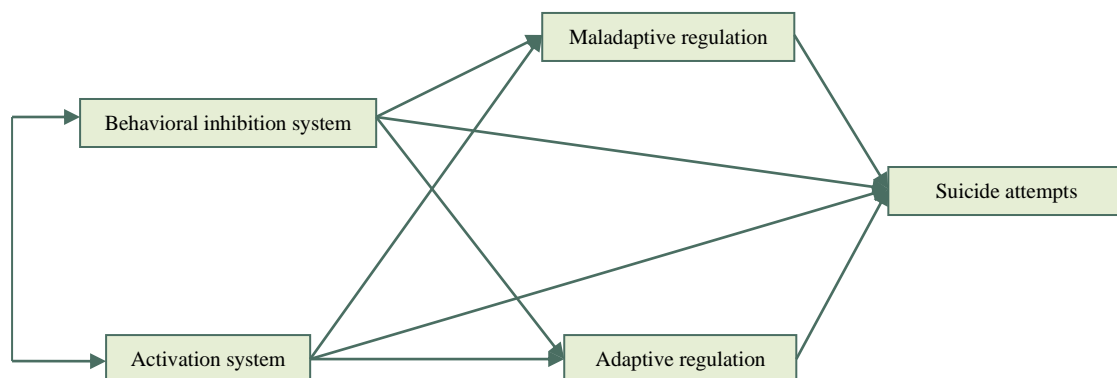 Maladaptive regulation
Behavioral inhibition system
Suicide attempts
Activation system
Adaptive regulation